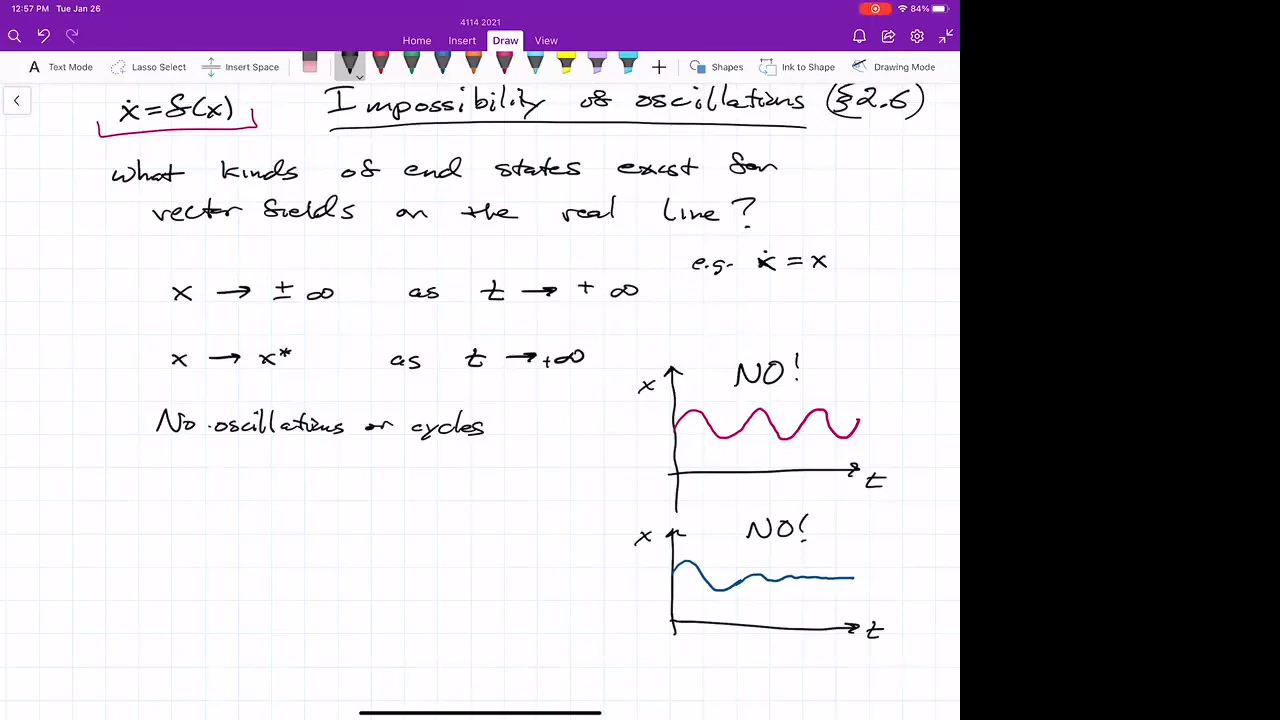 12:57 PM Tue Jan 26
84%
4114 2021
Home Insert Draw View
Text Mode Lasso Select Insert Space Shapes Ink to Shape Drawing Mode
ẋ = f(x) Impossibility of oscillations (§2.6)
what kinds of end states exist for
vector fields on the real line?
e.g. ẋ = x
x → ± ∞ as t → + ∞
x → x* as t → +∞
NO!
x
No oscillations or cycles
t
NO!
x
t